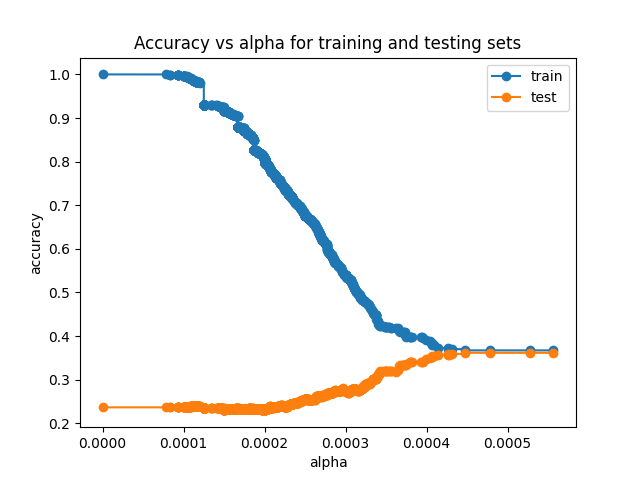 Accuracy vs alpha for training and testing sets
train
test
1.0
0.9
0.8
0.7
0.6
0.5
0.4
0.3
0.2
accuracy
0.0000 0.0001 0.0002 0.0003 0.0004 0.0005
alpha